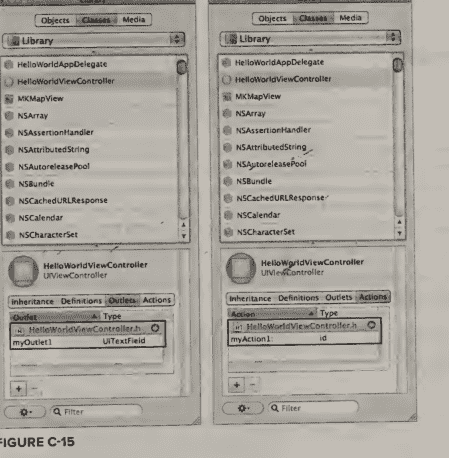 Library
Objects Classes Media
Library
HelloWorldAppDelegate
HelloWorldViewController
MKMapView
NSArray
NSAssertionHandler
NSAttributedString
NSAutoreleasePool
NSBundle
NSCachedURLResponse
NSCalendar
NSCharacterSet
HelloWorldViewController
UIViewController
Inheritance Definitions Outlets Actions
Outlet Type
HelloWorldViewController.h
myOutlet1 UITextField
+ -
Filter
Objects Classes Media
Library
HelloWorldAppDelegate
HelloWorldViewController
MKMapView
NSArray
NSAssertionHandler
NSAttributedString
NSAutoreleasePool
NSBundle
NSCachedURLResponse
NSCalendar
NSCharacterSet
HelloWorldViewController
UIViewController
Inheritance Definitions Outlets Actions
Action Type
HelloWorldViewController.h
myAction1: id
+ -
Filter
FIGURE C-15